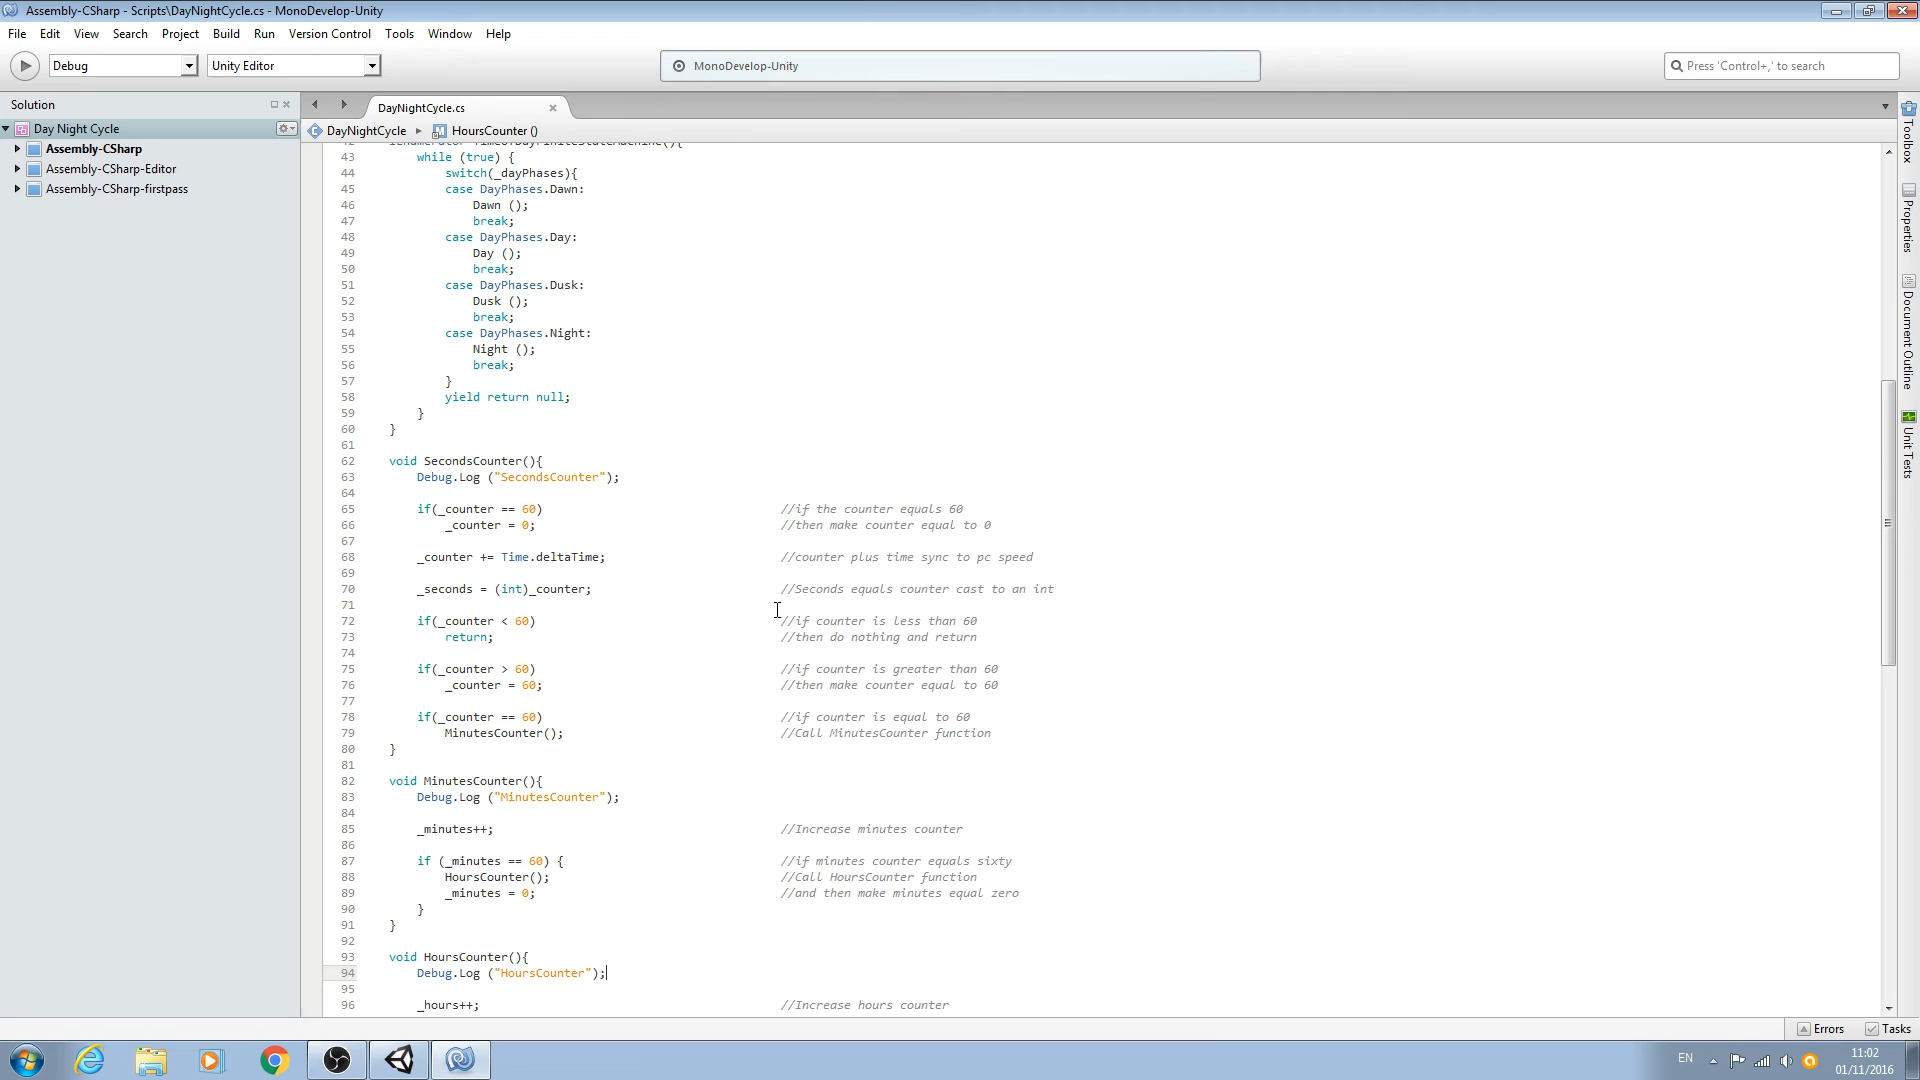 Assembly-CSharp - Scripts\DayNightCycle.cs - MonoDevelop-Unity
File Edit View Search Project Build Run Version Control Tools Window Help
Debug Unity Editor MonoDevelop-Unity Press 'Control+,' to search
Solution
Day Night Cycle
Assembly-CSharp
Assembly-CSharp-Editor
Assembly-CSharp-firstpass
DayNightCycle.cs
DayNightCycle HoursCounter ()
43 while (true) {
44 switch(_dayPhases){
45 case DayPhases.Dawn:
46 Dawn ();
47 break;
48 case DayPhases.Day:
49 Day ();
50 break;
51 case DayPhases.Dusk:
52 Dusk ();
53 break;
54 case DayPhases.Night:
55 Night ();
56 break;
57 }
58 yield return null;
59 }
60 }
61
62 void SecondsCounter(){
63 Debug.Log ("SecondsCounter");
64
65 if(_counter == 60) //if the counter equals 60
66 _counter = 0; //then make counter equal to 0
67
68 _counter += Time.deltaTime; //counter plus time sync to pc speed
69
70 _seconds = (int)_counter; //Seconds equals counter cast to an int
71
72 if(_counter < 60) //if counter is less than 60
73 return; //then do nothing and return
74
75 if(_counter > 60) //if counter is greater than 60
76 _counter = 60; //then make counter equal to 60
77
78 if(_counter == 60) //if counter is equal to 60
79 MinutesCounter(); //Call MinutesCounter function
80 }
81
82 void MinutesCounter(){
83 Debug.Log ("MinutesCounter");
84
85 _minutes++; //Increase minutes counter
86
87 if (_minutes == 60) { //if minutes counter equals sixty
88 HoursCounter(); //Call HoursCounter function
89 _minutes = 0; //and then make minutes equal zero
90 }
91 }
92
93 void HoursCounter(){
94 Debug.Log ("HoursCounter");
95
96 _hours++; //Increase hours counter
Toolbox
Properties
Document Outline
Unit Tests
Errors Tasks
EN
11:02
01/11/2016